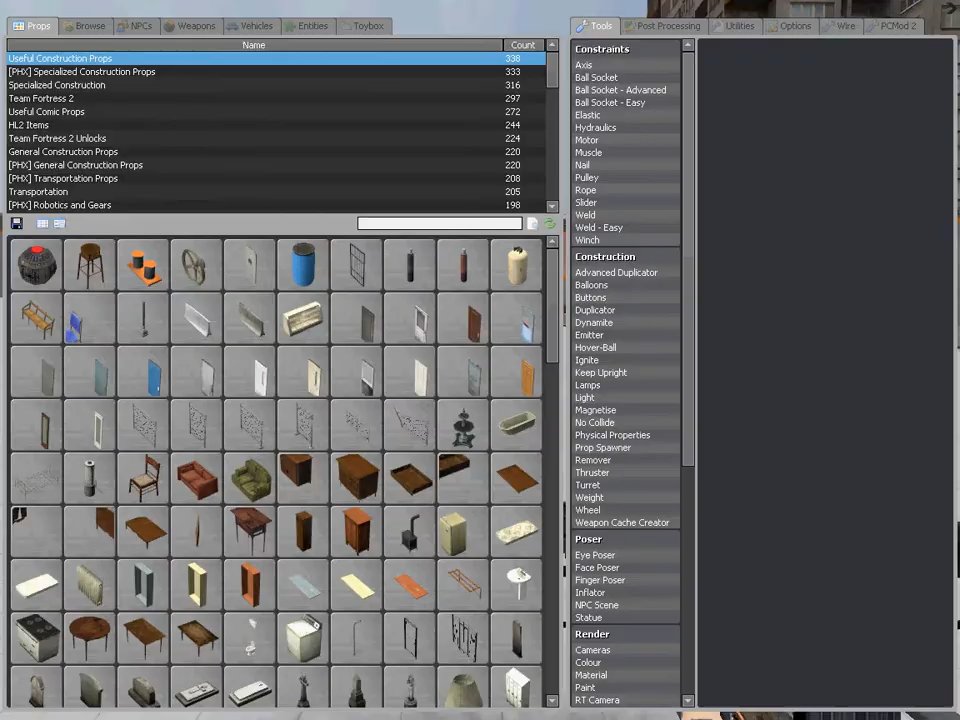 Props Browse NPCs Weapons Vehicles Entities Toybox
Tools Post Processing Utilities Options Wire PCMod 2
Name Count
Useful Construction Props 338
[PHX] Specialized Construction Props 333
Specialized Construction 316
Team Fortress 2 297
Useful Comic Props 272
HL2 Items 244
Team Fortress 2 Unlocks 224
General Construction Props 220
[PHX] General Construction Props 220
[PHX] Transportation Props 208
Transportation 205
[PHX] Robotics and Gears 198
Constraints
Axis
Ball Socket
Ball Socket - Advanced
Ball Socket - Easy
Elastic
Hydraulics
Motor
Muscle
Nail
Pulley
Rope
Slider
Weld
Weld - Easy
Winch
Construction
Advanced Duplicator
Balloons
Buttons
Duplicator
Dynamite
Emitter
Hover-Ball
Ignite
Keep Upright
Lamps
Light
Magnetise
No Collide
Physical Properties
Prop Spawner
Remover
Thruster
Turret
Weight
Wheel
Weapon Cache Creator
Poser
Eye Poser
Face Poser
Finger Poser
Inflator
NPC Scene
Statue
Render
Cameras
Colour
Material
Paint
RT Camera